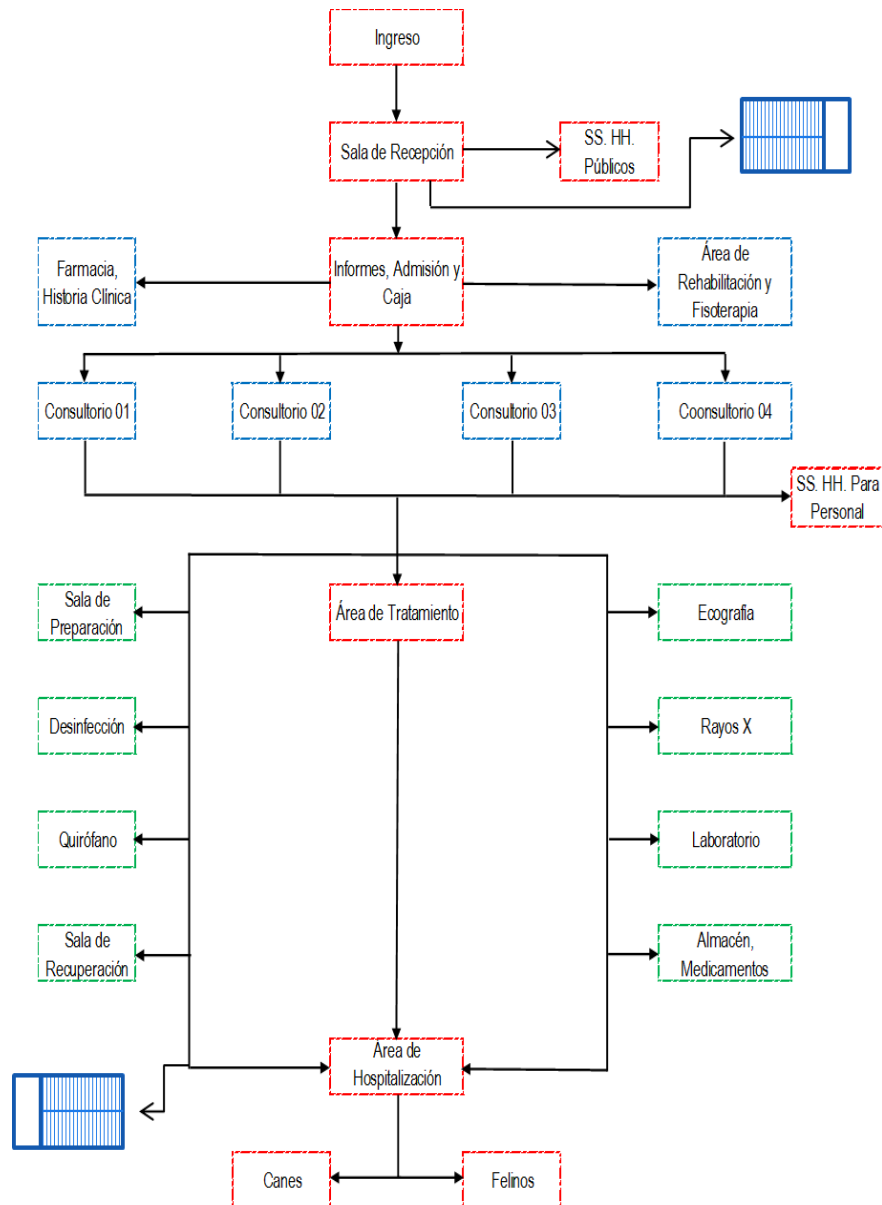 Ingreso
Sala de Recepción
SS. HH.
Públicos
Farmacia,
Historia Clínica
Informes, Admisión y
Caja
Área de
Rehabilitación y
Fisoterapia
Consultorio 01
Consultorio 02
Consultorio 03
Coonsultorio 04
SS. HH. Para
Personal
Sala de
Preparación
Área de Tratamiento
Ecografía
Desinfección
Rayos X
Quirófano
Laboratorio
Sala de
Recuperación
Almacén,
Medicamentos
Area de
Hospitalización
Canes
Felinos